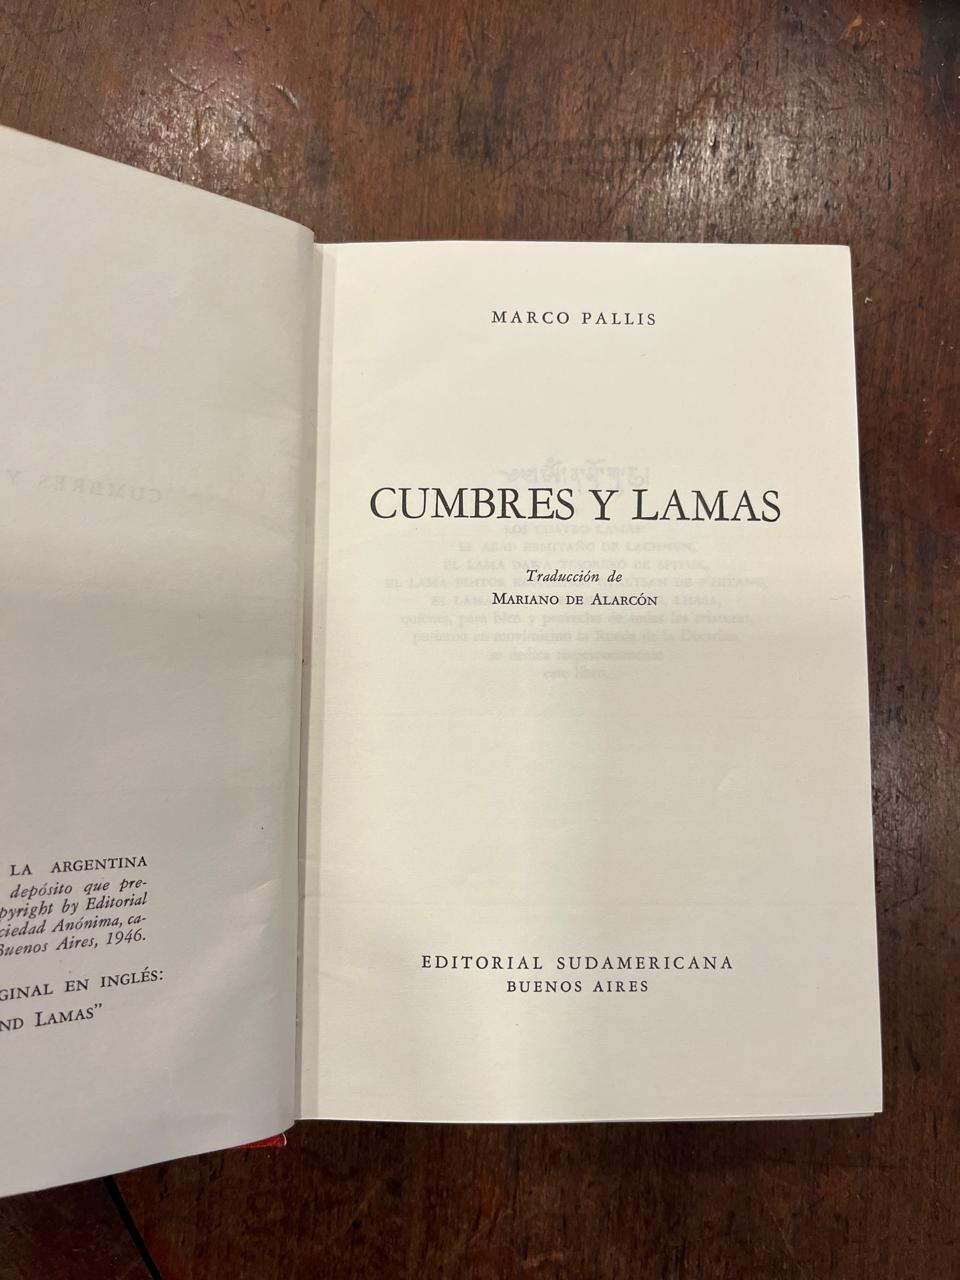 LA ARGENTINA
depósito que pre-
pyright by Editorial
ciedad Anónima, ca-
Buenos Aires, 1946.
GINAL EN INGLÉS:
ND LAMAS”
MARCO PALLIS
CUMBRES Y LAMAS
Traducción de
MARIANO DE ALARCÓN
EDITORIAL SUDAMERICANA
BUENOS AIRES